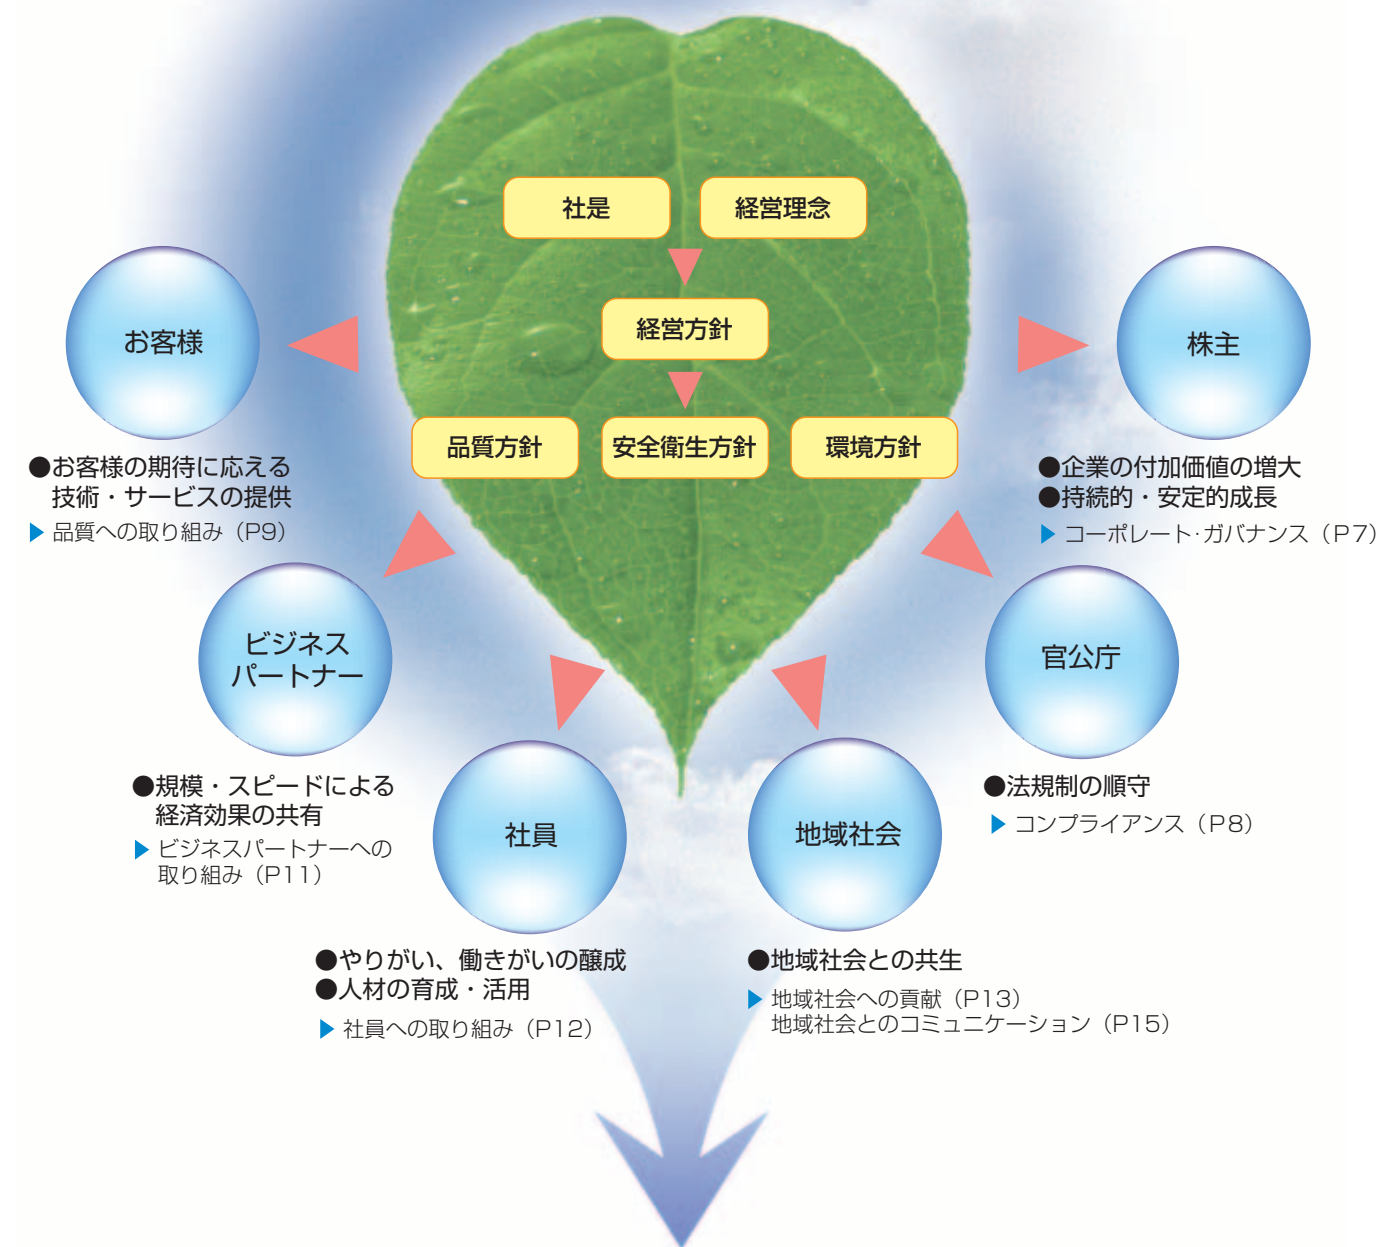 社是
経営理念
経営方針
品質方針
安全衛生方針
環境方針
お客様
●お客様の期待に応える
技術・サービスの提供
▶ 品質への取り組み（P9）
株主
●企業の付加価値の増大
●持続的・安定的成長
▶ コーポレート・ガバナンス（P7）
ビジネス
パートナー
●規模・スピードによる
経済効果の共有
▶ ビジネスパートナーへの
取り組み（P11）
官公庁
●法規制の順守
▶ コンプライアンス（P8）
社員
●やりがい、働きがいの醸成
●人材の育成・活用
▶ 社員への取り組み（P12）
地域社会
●地域社会との共生
▶ 地域社会への貢献（P13）
地域社会とのコミュニケーション（P15）